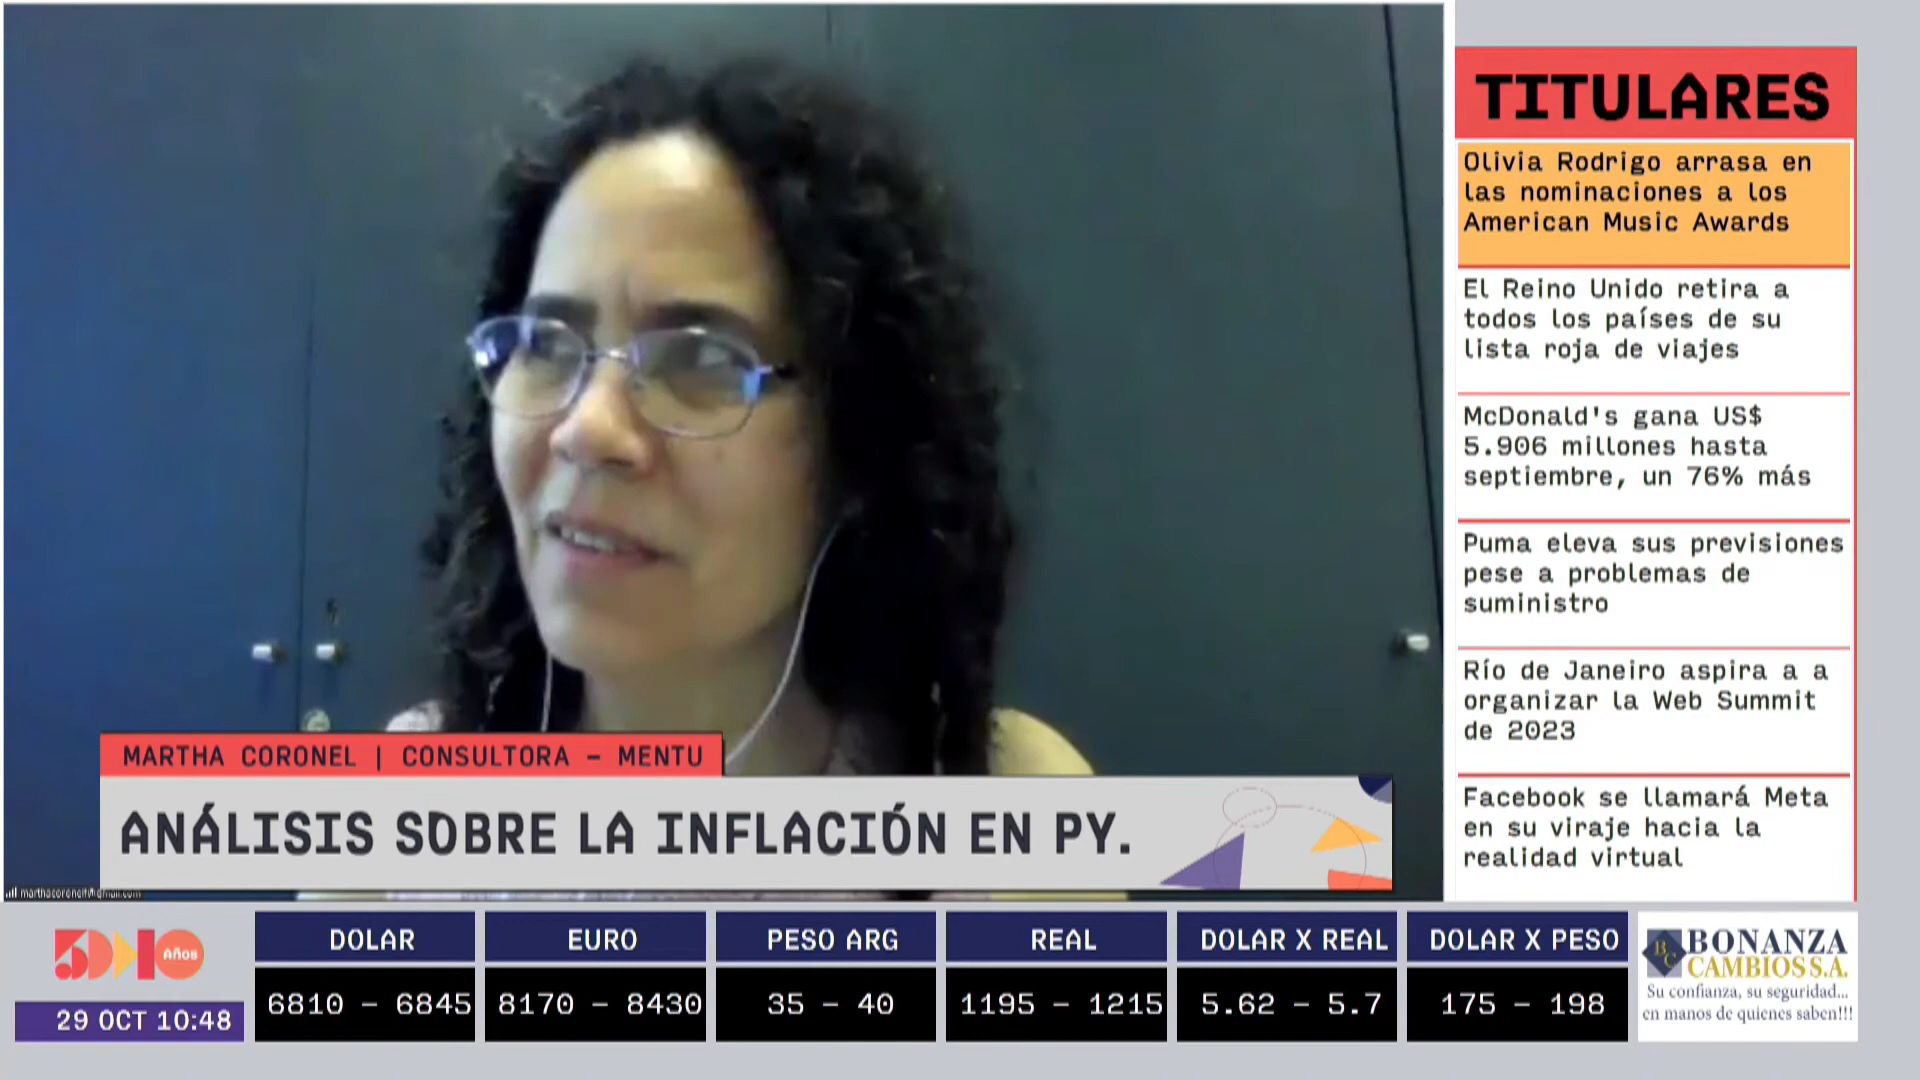 TITULARES
Olivia Rodrigo arrasa en
las nominaciones a los
American Music Awards
El Reino Unido retira a
todos los países de su
lista roja de viajes
McDonald's gana US$
5.906 millones hasta
septiembre, un 76% más
Puma eleva sus previsiones
pese a problemas de
suministro
Río de Janeiro aspira a a
organizar la Web Summit
de 2023
Facebook se llamará Meta
en su viraje hacia la
realidad virtual
MARTHA CORONEL | CONSULTORA – MENTU
ANÁLISIS SOBRE LA INFLACIÓN EN PY.
5D 10 Años
29 OCT 10:48
DOLAR
6810 – 6845
EURO
8170 – 8430
PESO ARG
35 – 40
REAL
1195 – 1215
DOLAR X REAL
5.62 – 5.7
DOLAR X PESO
175 – 198
BC
BONANZA
CAMBIOS S.A.
Su confianza, su seguridad...
en manos de quienes saben!!!